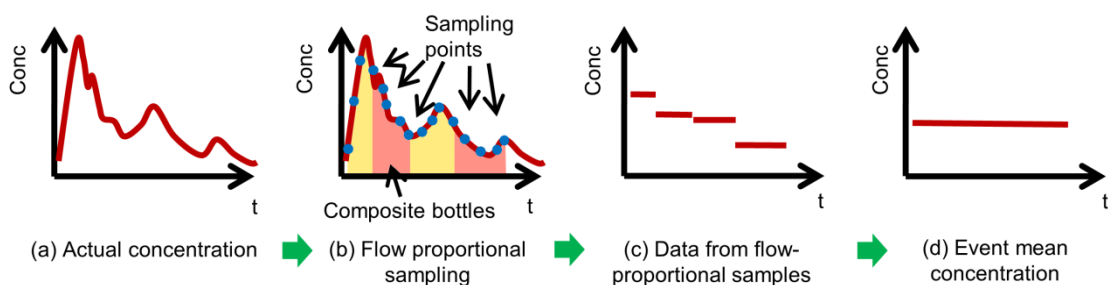 Conc
t
(a) Actual concentration
Conc
Sampling
points
Composite bottles
t
(b) Flow proportional
sampling
Conc
t
(c) Data from flow-
proportional samples
Conc
t
(d) Event mean
concentration